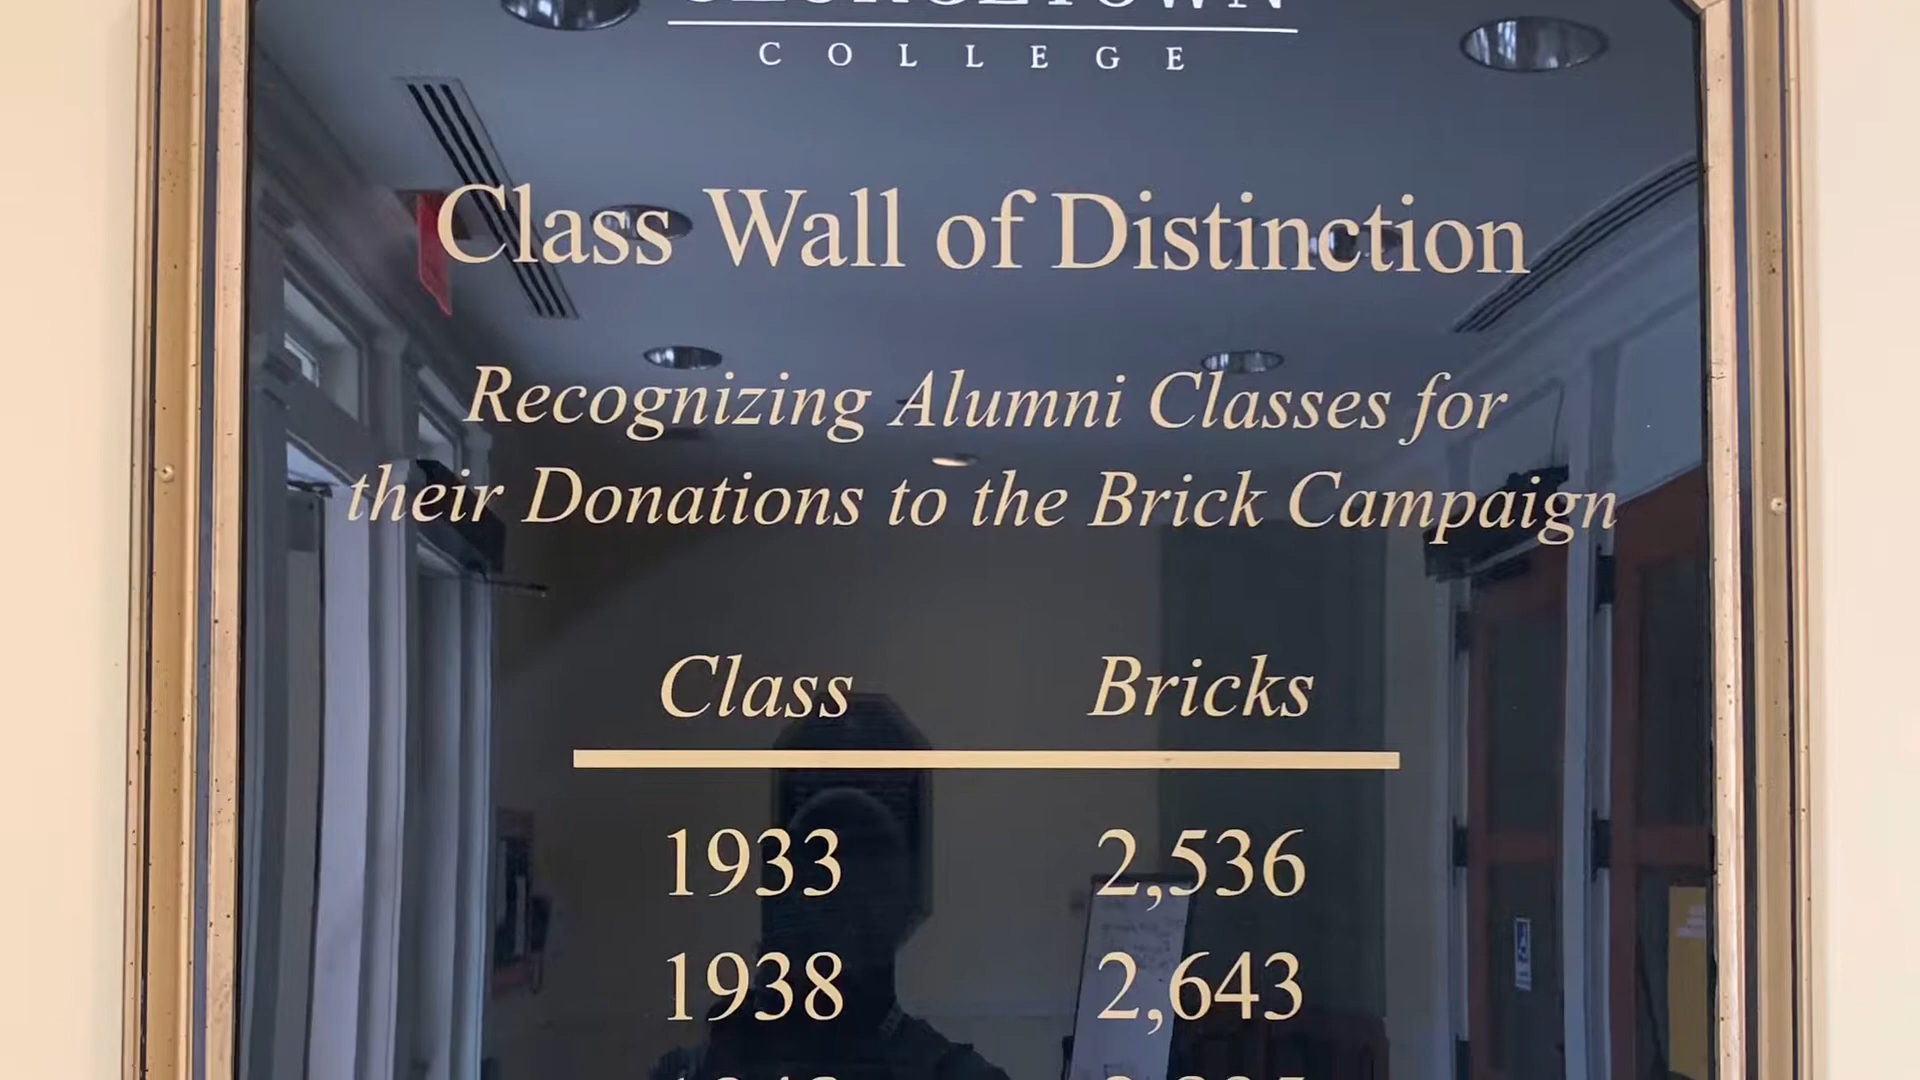 GEORGETOWN
COLLEGE
Class Wall of Distinction
Recognizing Alumni Classes for
their Donations to the Brick Campaign
Class Bricks
1933 2,536
1938 2,643